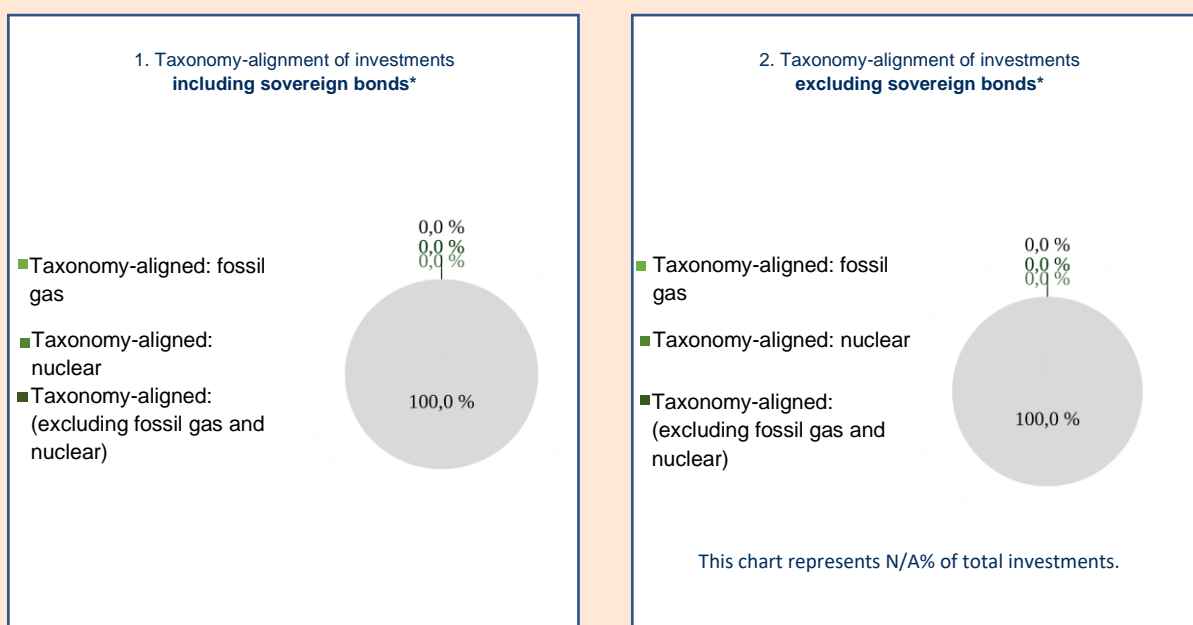 1. Taxonomy-alignment of investments
including sovereign bonds*
0,0 %
0,0 %
0,0 %
Taxonomy-aligned: fossil
gas
Taxonomy-aligned:
nuclear
Taxonomy-aligned:
(excluding fossil gas and
nuclear)
100,0 %
2. Taxonomy-alignment of investments
excluding sovereign bonds*
0,0 %
0,0 %
0,0 %
Taxonomy-aligned: fossil
gas
Taxonomy-aligned: nuclear
Taxonomy-aligned:
(excluding fossil gas and
nuclear)
100,0 %
This chart represents N/A% of total investments.